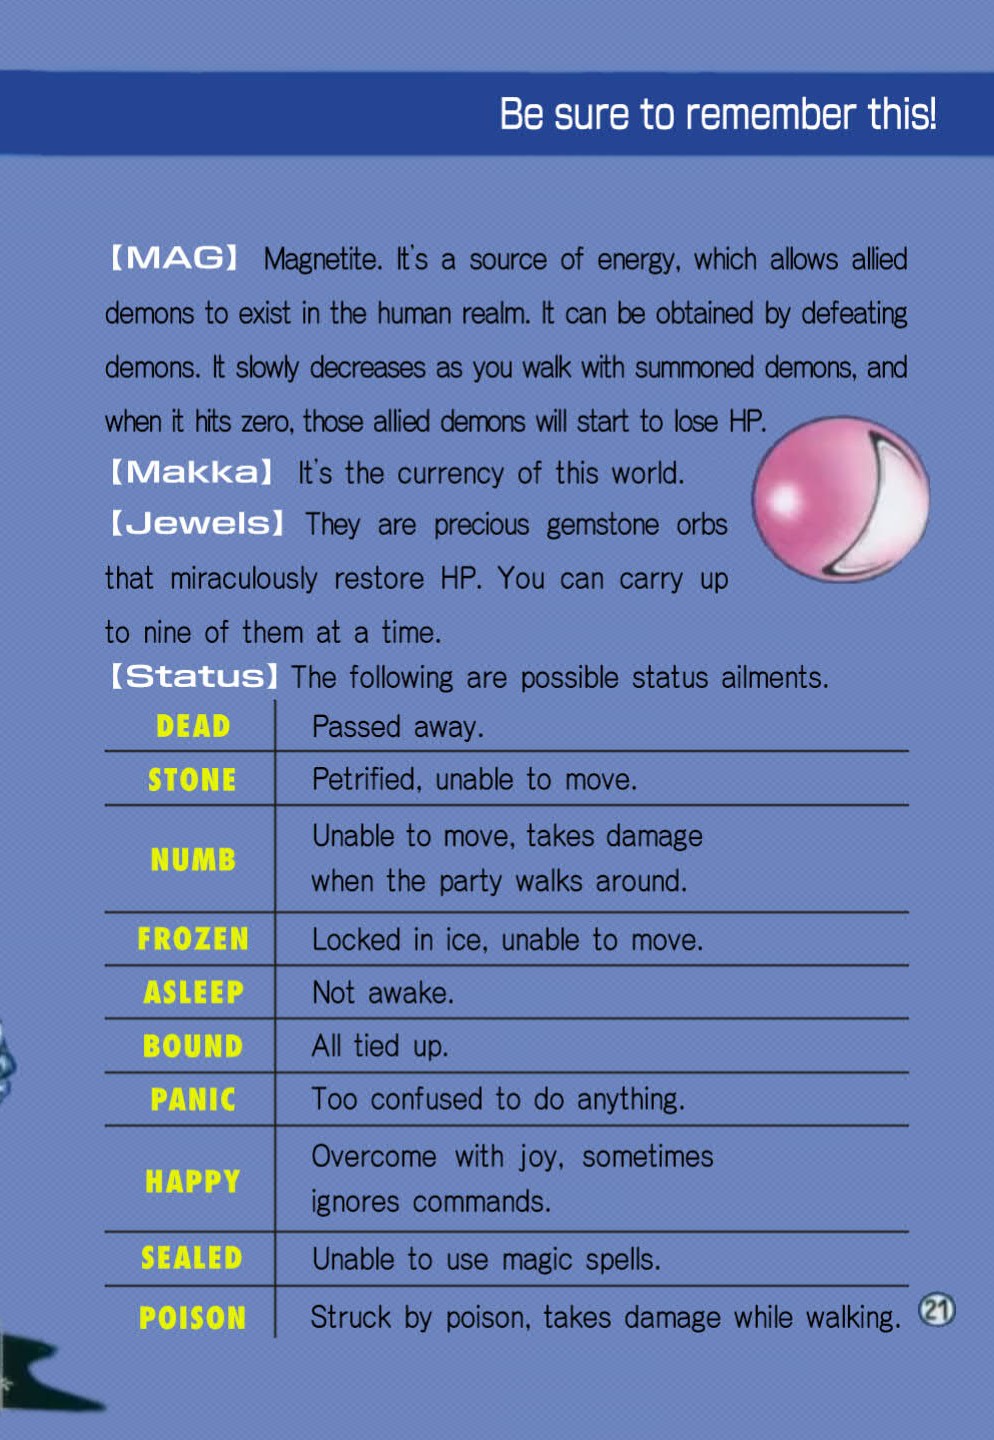 Be sure to remember this!
【MAG】 Magnetite. It's a source of energy, which allows allied
demons to exist in the human realm. It can be obtained by defeating
demons. It slowly decreases as you walk with summoned demons, and
when it hits zero, those allied demons will start to lose HP.
【Makka】 It's the currency of this world.
【Jewels】 They are precious gemstone orbs
that miraculously restore HP. You can carry up
to nine of them at a time.
【Status】 The following are possible status ailments.
DEAD Passed away.
STONE Petrified, unable to move.
NUMB Unable to move, takes damage
when the party walks around.
FROZEN Locked in ice, unable to move.
ASLEEP Not awake.
BOUND All tied up.
PANIC Too confused to do anything.
HAPPY Overcome with joy, sometimes
ignores commands.
SEALED Unable to use magic spells.
POISON Struck by poison, takes damage while walking.
21